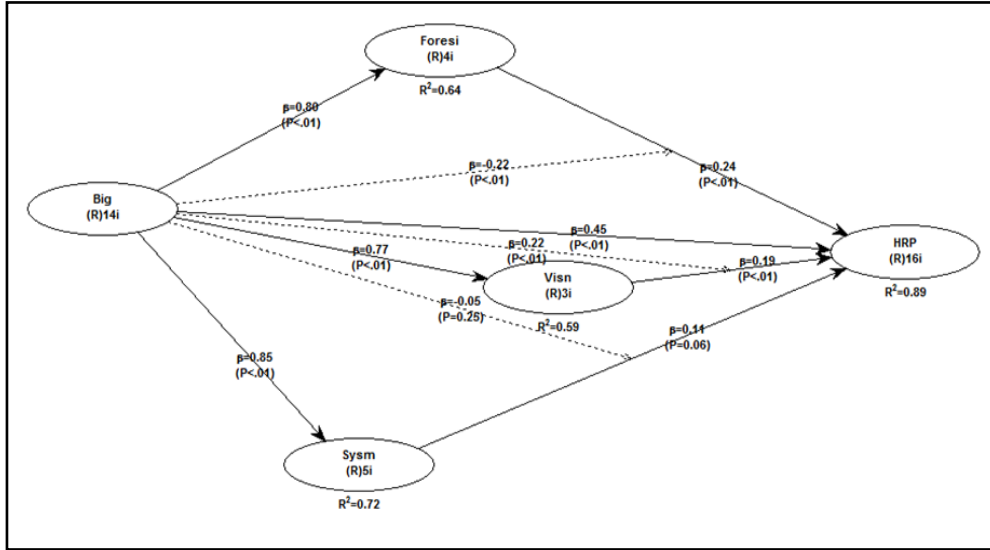 Foresi
(R)4i
R²=0.64
β=0.80
(P<.01)
β=-0.22
(P<.01)
β=0.24
(P<.01)
Big
(R)14i
β=0.45
(P<.01)
HRP
(R)16i
R²=0.89
β=0.77
(P<.01)
β=0.22
(P<.01)
β=0.19
(P<.01)
Visn
(R)3i
R²=0.59
β=-0.05
(P=0.25)
β=0.11
(P=0.06)
β=0.85
(P<.01)
Sysm
(R)5i
R²=0.72